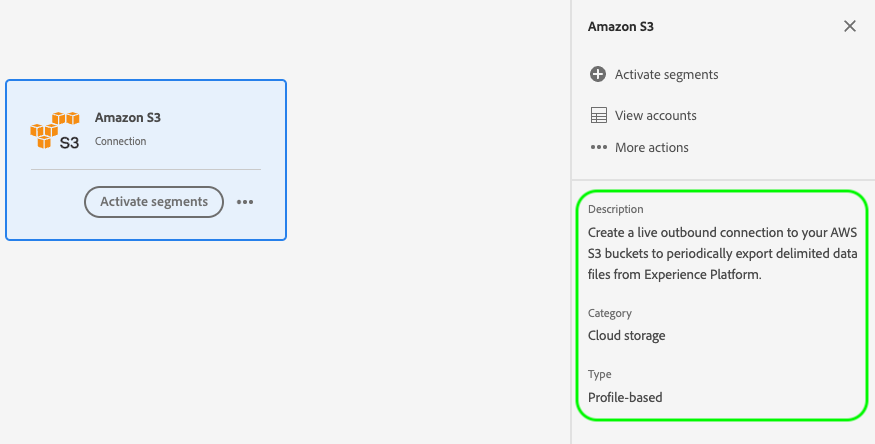 Amazon S3
Connection
S3
Activate segments
Amazon S3
Activate segments
View accounts
More actions
Description
Create a live outbound connection to your AWS
S3 buckets to periodically export delimited data
files from Experience Platform.
Category
Cloud storage
Type
Profile-based